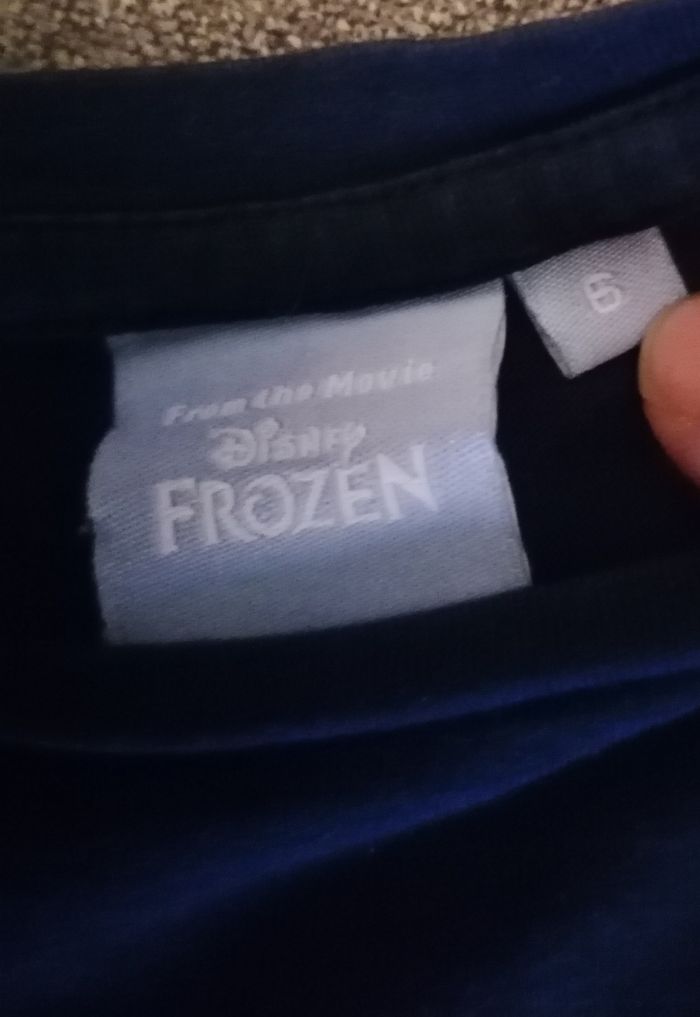 6
From the Movie
DISNEY
FROZEN